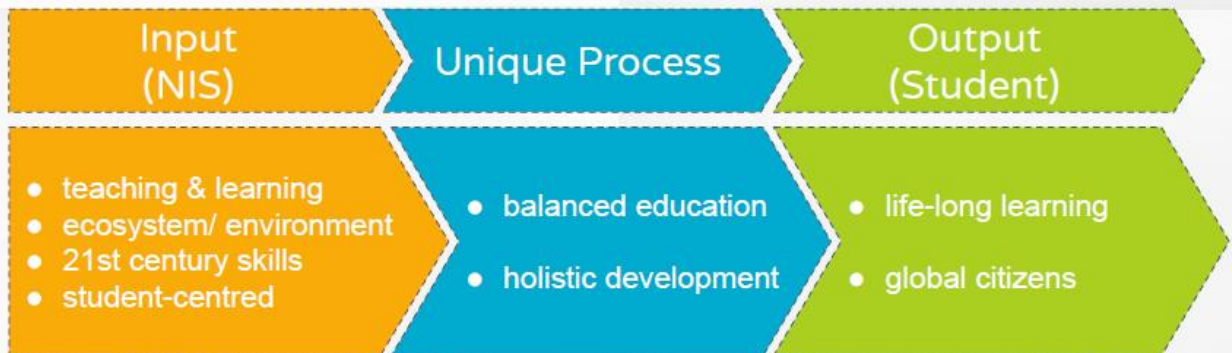 Input
(NIS)
Unique Process
Output
(Student)
● teaching & learning
● ecosystem/ environment
● 21st century skills
● student-centred
● balanced education
● holistic development
● life-long learning
● global citizens